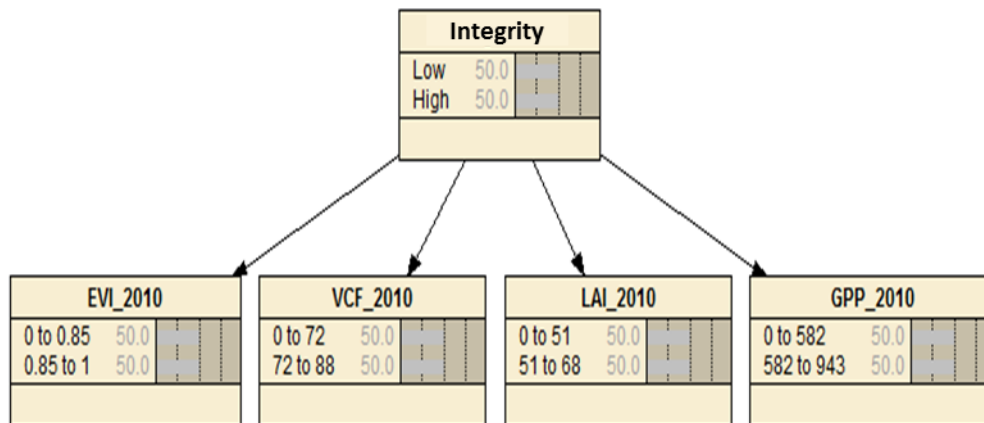 Integrity
Low 50.0
High 50.0
EVI_2010
0 to 0.85 50.0
0.85 to 1 50.0
VCF_2010
0 to 72 50.0
72 to 88 50.0
LAI_2010
0 to 51 50.0
51 to 68 50.0
GPP_2010
0 to 582 50.0
582 to 943 50.0